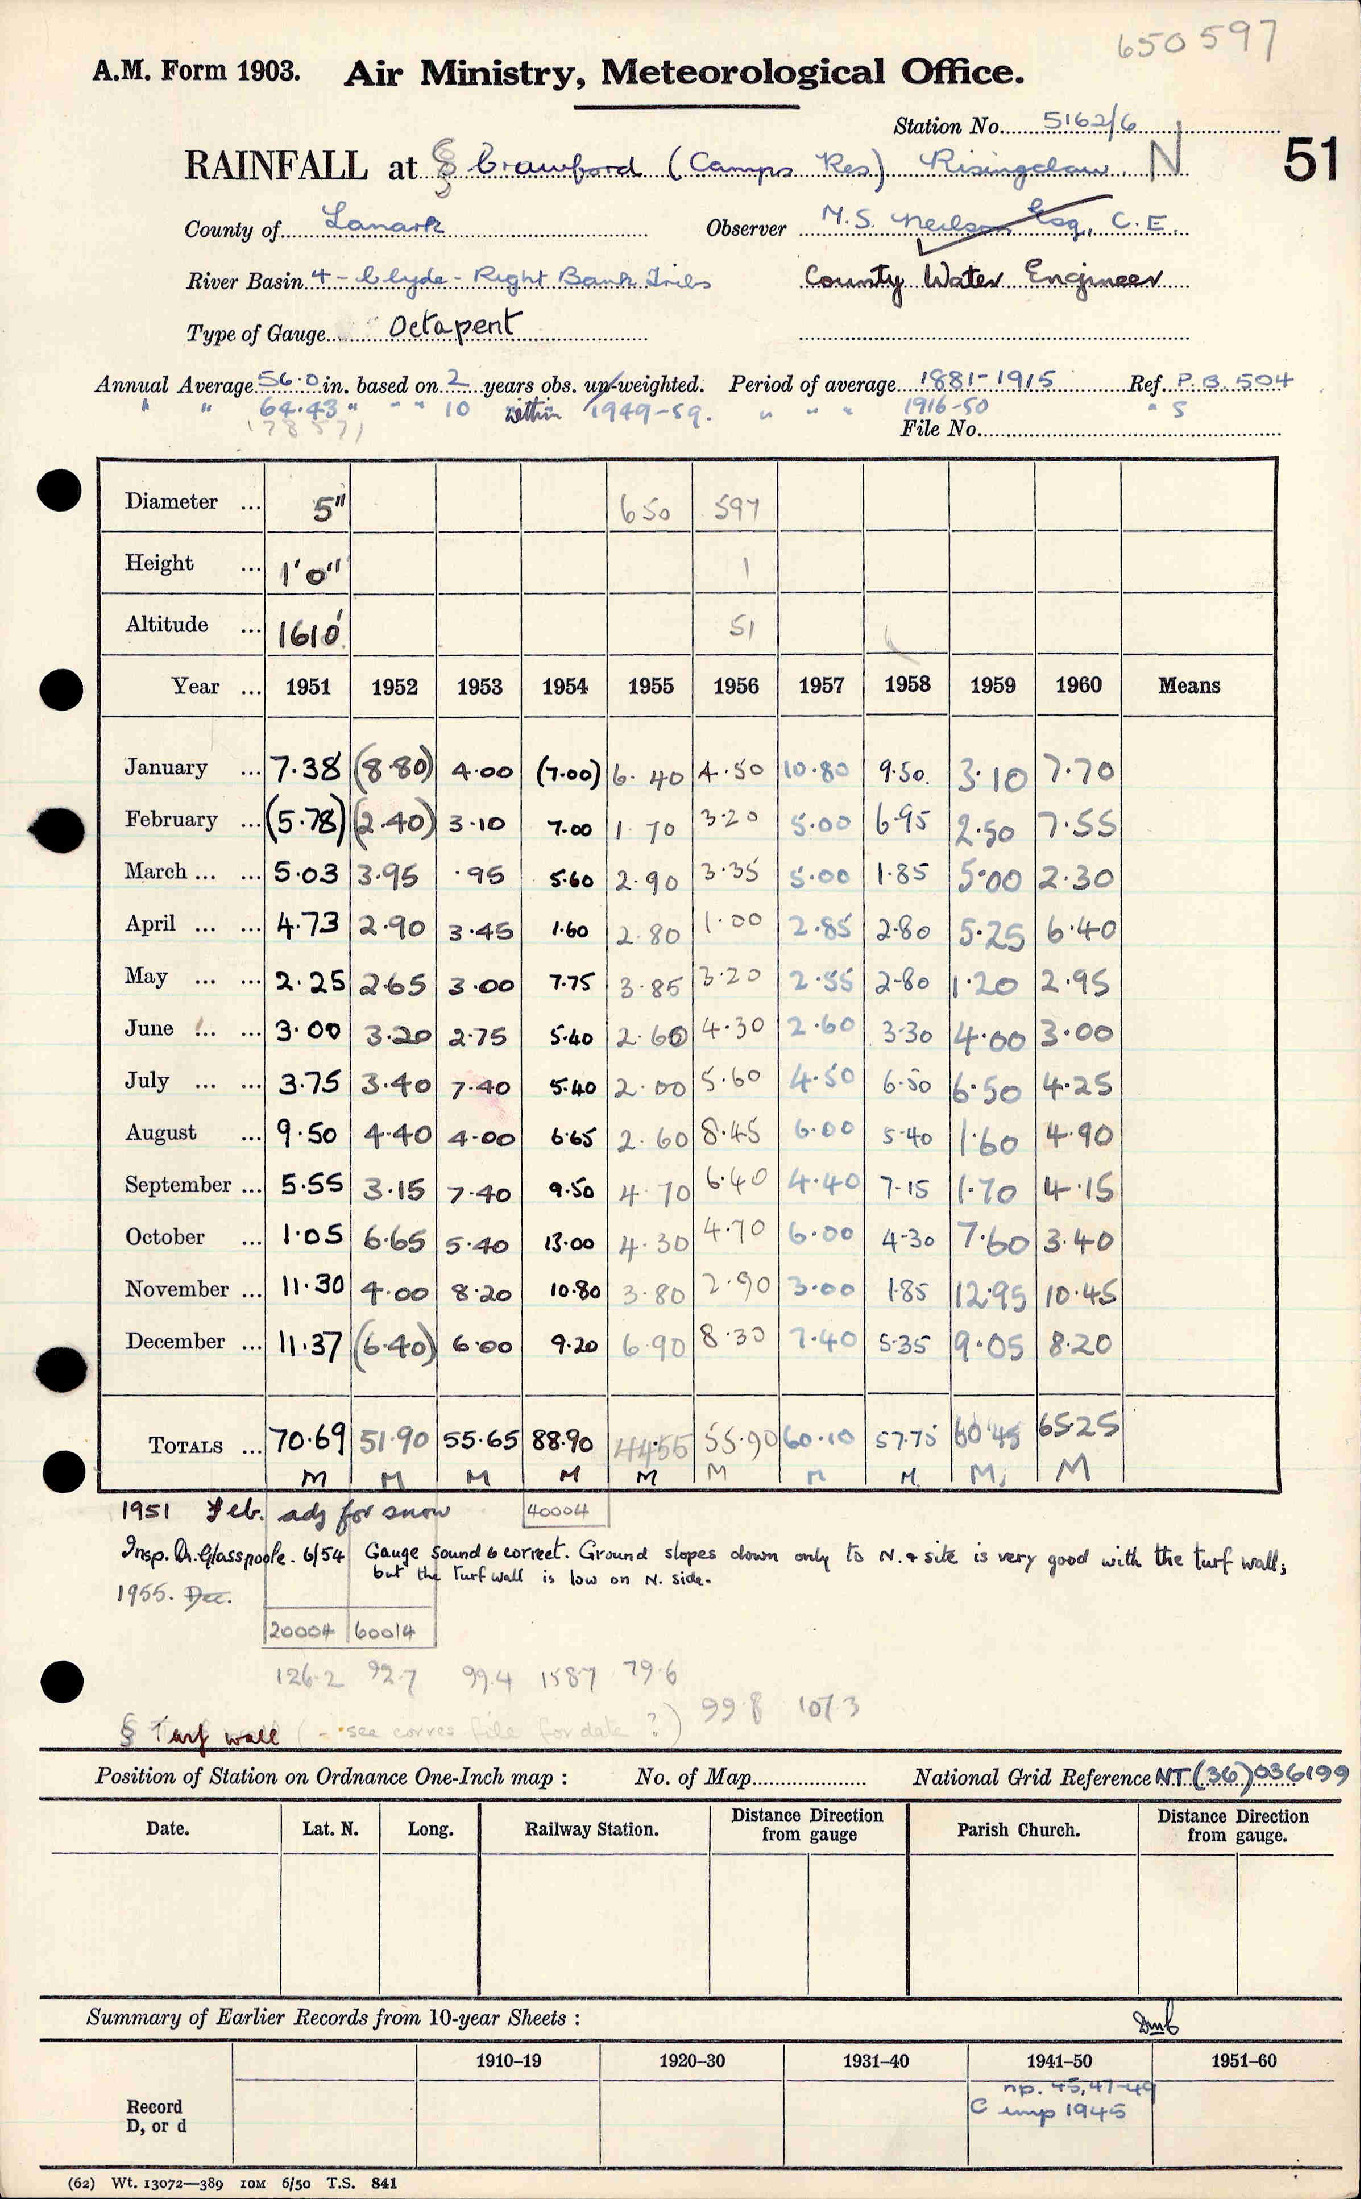 650597
A.M. Form 1903. Air Ministry, Meteorological Office.
Station No. 5162/6
RAINFALL at § Crawford (Camps Res) Risingclaw. N 51
County of Lanark Observer M.S. Neilson Esq, C.E.
River Basin 4 - Clyde - Right Bank Tribs County Water Engineer
Type of Gauge Octapent
Annual Average 56.0 in. based on 2 years obs. up-weighted. Period of average 1881-1915 Ref. P.B. 504
" " 64.43 " " " 10 within 1949-59. " " " 1916-50 " S
File No.
Diameter ... 5" 650 597
Height ... 1'0" 1
Altitude ... 1610' 51
Year ... 1951 1952 1953 1954 1955 1956 1957 1958 1959 1960 Means
January ... 7.38 (8.80) 4.00 (7.00) 6.40 4.50 10.80 9.50 3.10 7.70
February ... (5.78) (2.40) 3.10 7.00 1.70 3.20 5.00 6.95 2.50 7.55
March ... ... 5.03 3.95 .95 5.60 2.90 3.35 5.00 1.85 5.00 2.30
April ... ... 4.73 2.90 3.45 1.60 2.80 1.00 2.85 2.80 5.25 6.40
May ... ... 2.25 2.65 3.00 7.75 3.85 3.20 2.55 2.80 1.20 2.95
June ... ... 3.00 3.20 2.75 5.40 2.60 4.30 2.60 3.30 4.00 3.00
July ... ... 3.75 3.40 7.40 5.40 2.00 5.60 4.50 6.50 6.50 4.25
August ... 9.50 4.40 4.00 6.65 2.60 8.45 6.00 5.40 1.60 4.90
September ... 5.55 3.15 7.40 9.50 4.70 6.40 4.40 7.15 1.70 4.15
October ... 1.05 6.65 5.40 13.00 4.30 4.70 6.00 4.30 7.60 3.40
November ... 11.30 4.00 8.20 10.80 3.80 2.90 3.00 1.85 12.95 10.45
December ... 11.37 (6.40) 6.00 9.20 6.90 8.30 7.40 5.35 9.05 8.20
TOTALS ... 70.69 51.90 55.65 88.90 44.55 55.90 60.10 57.75 60.45 65.25
M M M M M M M M M, M
1951 Feb. adj for snow 40004
Insp. Dr. Glasspoole. 6/54 Gauge sound & correct. Ground slopes down only to N. & site is very good with the turf wall;
but the turf wall is low on N. side.
1955. Dec.
20004 60014
126.2 92.7 99.4 158.7 79.6
99.8 107.3
§ Turf wall (- see corres file for date ?)
Position of Station on Ordnance One-Inch map : No. of Map National Grid Reference NT (36) 036199
Date. Lat. N. Long. Railway Station. Distance Direction from gauge Parish Church. Distance Direction from gauge.
Summary of Earlier Records from 10-year Sheets :
1910-19 1920-30 1931-40 1941-50 1951-60
Record D, or d
np. 45, 47-49
C imp 1945
(62) Wt. 13072—389 10M 6/50 T.S. 841